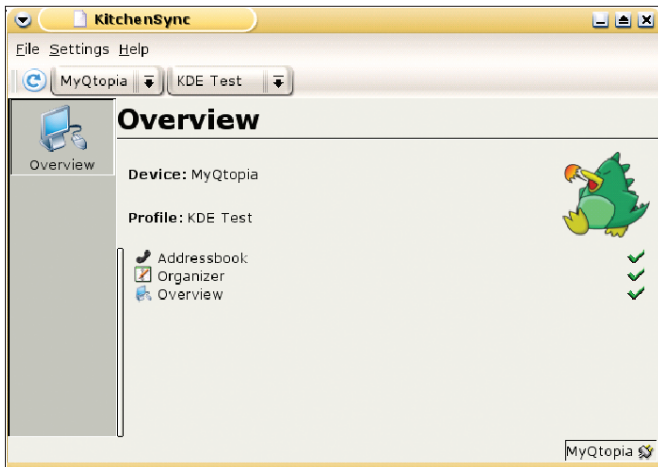 KitchenSync
File Settings Help
MyQtopia KDE Test
Overview
Overview
Device: MyQtopia
Profile: KDE Test
Addressbook
Organizer
Overview
MyQtopia